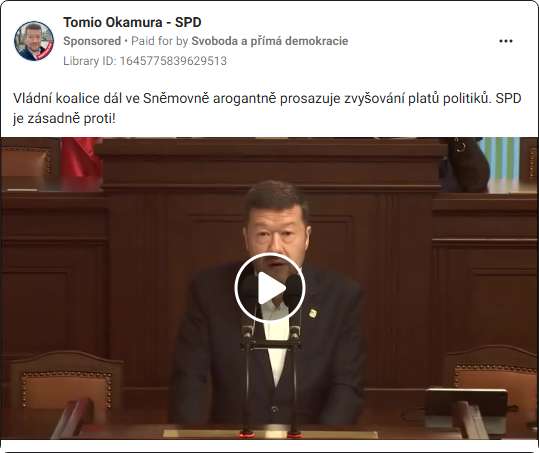 Tomio Okamura - SPD
Sponsored • Paid for by Svoboda a přímá demokracie
Library ID: 1645775839629513
Vládní koalice dál ve Sněmovně arogantně prosazuje zvyšování platů politiků. SPD
je zásadně proti!